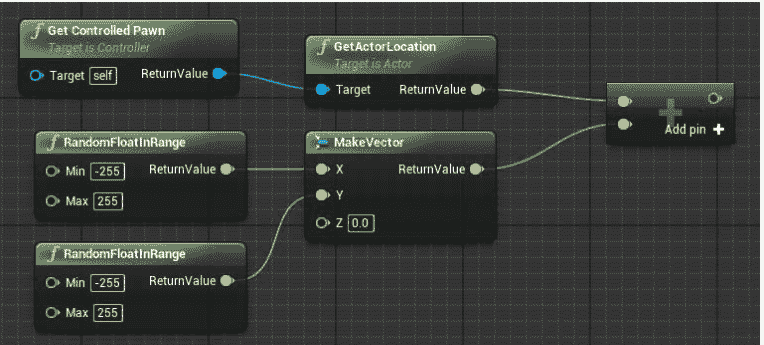 f Get Controlled Pawn
Target is Controller
Target self ReturnValue
f GetActorLocation
Target is Actor
Target ReturnValue
Add pin +
f RandomFloatInRange
Min -255 ReturnValue
Max 255
MakeVector
X ReturnValue
Y
Z 0.0
f RandomFloatInRange
Min -255 ReturnValue
Max 255